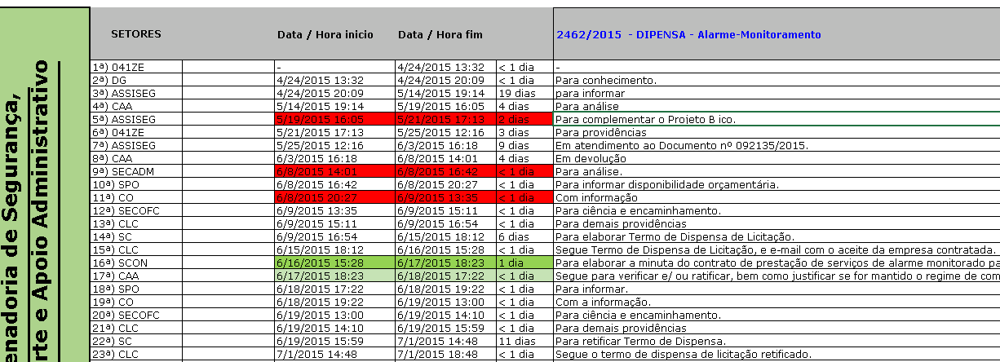 enadoria de Segurança,
rte e Apoio Administrativo
SETORES Data / Hora inicio Data / Hora fim 2462/2015 - DIPENSA - Alarme-Monitoramento
1ª) 041ZE - 4/24/2015 13:32 < 1 dia -
2ª) DG 4/24/2015 13:32 4/24/2015 20:09 < 1 dia Para conhecimento.
3ª) ASSISEG 4/24/2015 20:09 5/14/2015 19:14 19 dias para informar
4ª) CAA 5/14/2015 19:14 5/19/2015 16:05 4 dias Para análise
5ª) ASSISEG 5/19/2015 16:05 5/21/2015 17:13 2 dias Para complementar o Projeto B ico.
6ª) 041ZE 5/21/2015 17:13 5/25/2015 12:16 3 dias Para providências
7ª) ASSISEG 5/25/2015 12:16 6/3/2015 16:18 9 dias Em atendimento ao Documento nº 092135/2015.
8ª) CAA 6/3/2015 16:18 6/8/2015 14:01 4 dias Em devolução
9ª) SECADM 6/8/2015 14:01 6/8/2015 16:42 < 1 dia Para análise.
10ª) SPO 6/8/2015 16:42 6/8/2015 20:27 < 1 dia Para informar disponibilidade orçamentária.
11ª) CO 6/8/2015 20:27 6/9/2015 13:35 < 1 dia Com informação
12ª) SECOFC 6/9/2015 13:35 6/9/2015 15:11 < 1 dia Para ciência e encaminhamento.
13ª) CLC 6/9/2015 15:11 6/9/2015 16:54 < 1 dia Para demais providências
14ª) SC 6/9/2015 16:54 6/15/2015 18:12 6 dias Para elaborar Termo de Dispensa de Licitação.
15ª) CLC 6/15/2015 18:12 6/16/2015 15:28 < 1 dia Segue Termo de Dispensa de Licitação, e e-mail com o aceite da empresa contratada.
16ª) SCON 6/16/2015 15:28 6/17/2015 18:23 1 dia Para elaborar a minuta do contrato de prestação de serviços de alarme monitorado pa
17ª) CAA 6/17/2015 18:23 6/18/2015 17:22 < 1 dia Segue para verificar e/ ou ratificar, bem como justificar se for mantido o regime de com
18ª) SPO 6/18/2015 17:22 6/18/2015 19:22 < 1 dia Para informar.
19ª) CO 6/18/2015 19:22 6/19/2015 13:00 < 1 dia Com a informação.
20ª) SECOFC 6/19/2015 13:00 6/19/2015 14:10 < 1 dia Para ciência e encaminhamento.
21ª) CLC 6/19/2015 14:10 6/19/2015 15:59 < 1 dia Para demais providências
22ª) SC 6/19/2015 15:59 7/1/2015 14:48 11 dias Para retificar Termo de Dispensa.
23ª) CLC 7/1/2015 14:48 7/1/2015 18:48 < 1 dia Segue o termo de dispensa de licitação retificado.